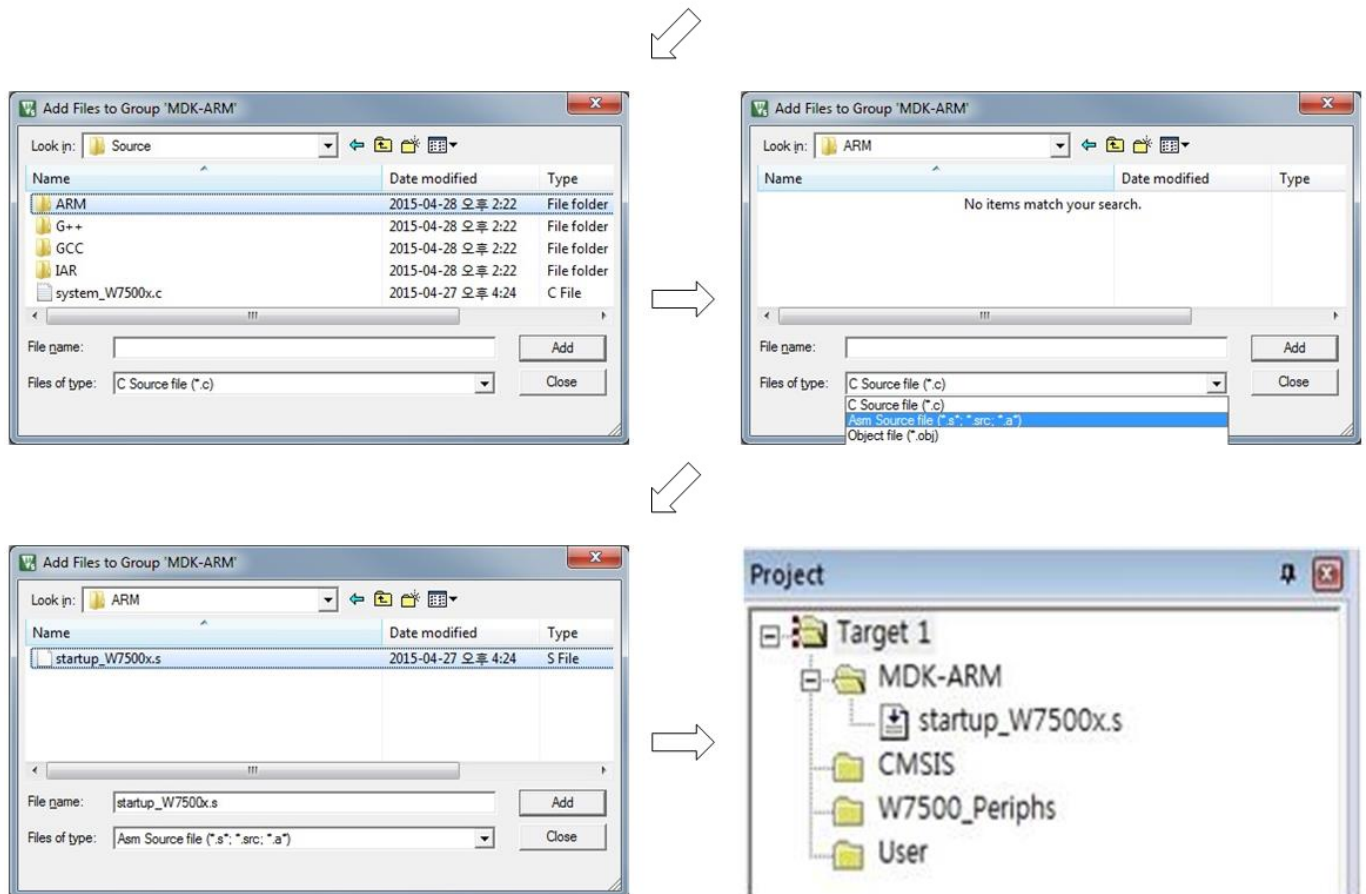 Add Files to Group 'MDK-ARM'
Look in: Source
Name Date modified Type
ARM 2015-04-28 오후 2:22 File folder
G++ 2015-04-28 오후 2:22 File folder
GCC 2015-04-28 오후 2:22 File folder
IAR 2015-04-28 오후 2:22 File folder
system_W7500x.c 2015-04-27 오후 4:24 C File
File name:
Add
Files of type: C Source file (*.c)
Close
Add Files to Group 'MDK-ARM'
Look in: ARM
Name Date modified Type
No items match your search.
File name:
Add
Files of type: C Source file (*.c)
Close
C Source file (*.c)
Asm Source file (*.s*; *.src; *.a*)
Object file (*.obj)
Add Files to Group 'MDK-ARM'
Look in: ARM
Name Date modified Type
startup_W7500x.s 2015-04-27 오후 4:24 S File
File name: startup_W7500x.s
Add
Files of type: Asm Source file (*.s*; *.src; *.a*)
Close
Project
Target 1
MDK-ARM
startup_W7500x.s
CMSIS
W7500_Periphs
User